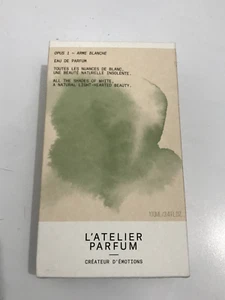 OPUS 1 — ARME BLANCHE
EAU DE PARFUM
TOUTES LES NUANCES DE BLANC,
UNE BEAUTÉ NATURELLE INSOLENTE.
ALL THE SHADES OF WHITE,
A NATURAL LIGHT-HEARTED BEAUTY.
L'ATELIER
PARFUM
CRÉATEUR D'ÉMOTIONS